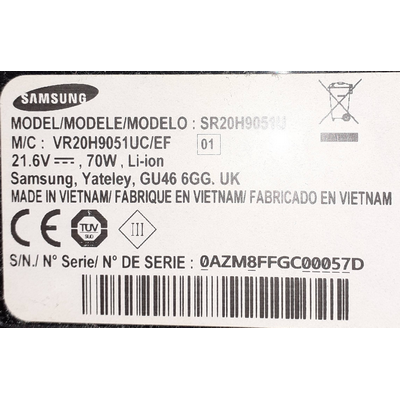 SAMSUNG
MODEL/MODELE/MODELO : SR20H9051U
M/C : VR20H9051UC/EF 01
21.6V⎓, 70W, Li-ion
Samsung, Yateley, GU46 6GG. UK
MADE IN VIETNAM/ FABRIQUE EN VIETNAM/ FABRICADO EN VIETNAM
CE TÜV SÜD III
S/N./ N° Serie/ N° DE SERIE : 0AZM8FFGC00057D